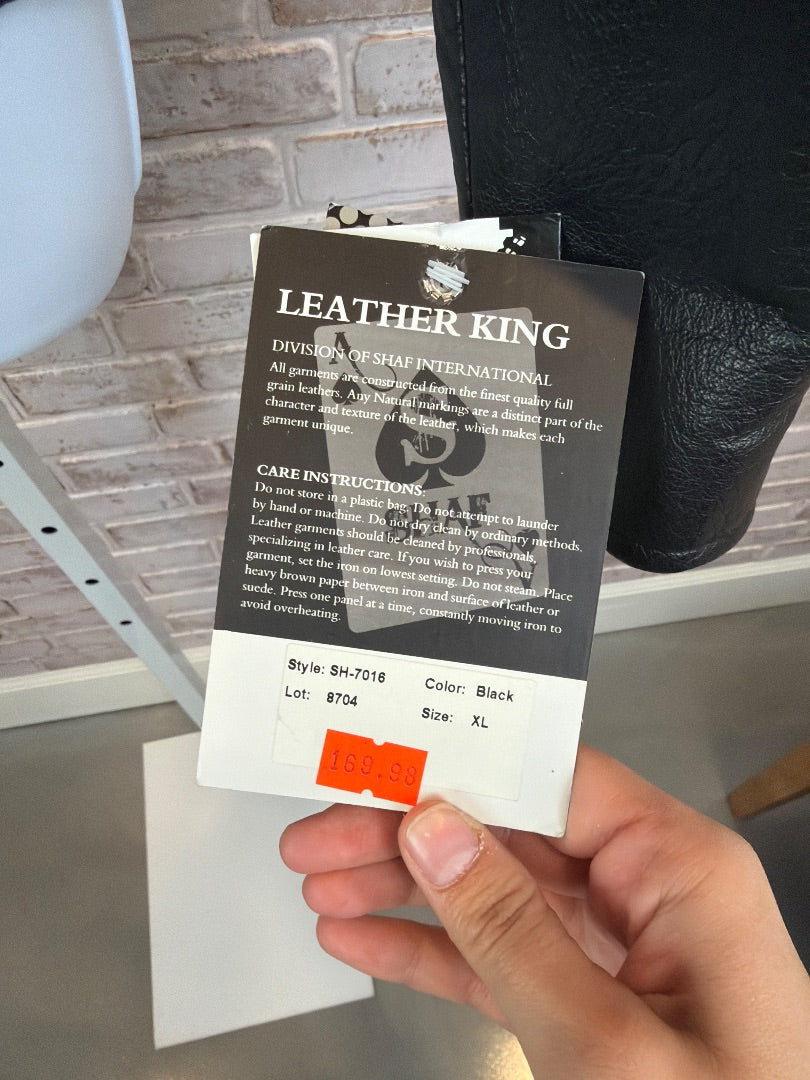 LEATHER KING
DIVISION OF SHAF INTERNATIONAL
All garments are constructed from the finest quality full
grain leathers. Any Natural markings are a distinct part of the
character and texture of the leather, which makes each
garment unique.
CARE INSTRUCTIONS:
Do not store in a plastic bag. Do not attempt to launder
by hand or machine. Do not dry clean by ordinary methods.
Leather garments should be cleaned by professionals,
specializing in leather care. If you wish to press your
garment, set the iron on lowest setting. Do not steam. Place
heavy brown paper between iron and surface of leather or
suede. Press one panel at a time, constantly moving iron to
avoid overheating.
A
S
SHAF
Style: SH-7016
Color: Black
Lot: 8704
Size: XL
169.98